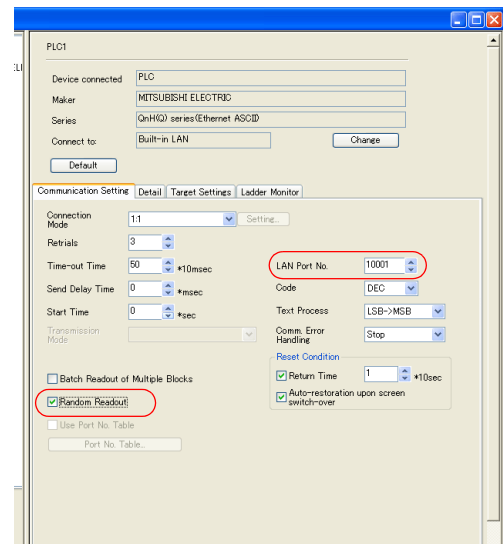 PLC1
Device connected PLC
Maker MITSUBISHI ELECTRIC
Series QnH(Q) series(Ethernet ASCII)
Connect to: Built-in LAN Change
Default
Communication Setting Detail Target Settings Ladder Monitor
Connection Mode 1:1 Setting...
Retrials 3
Time-out Time 50 *10msec LAN Port No. 10001
Send Delay Time 0 *msec Code DEC
Start Time 0 *sec Text Process LSB->MSB
Transmission Mode Comm. Error Handling Stop
Reset Condition
Batch Readout of Multiple Blocks Return Time 1 *10sec
Random Readout Auto-restoration upon screen switch-over
Use Port No. Table
Port No. Table...